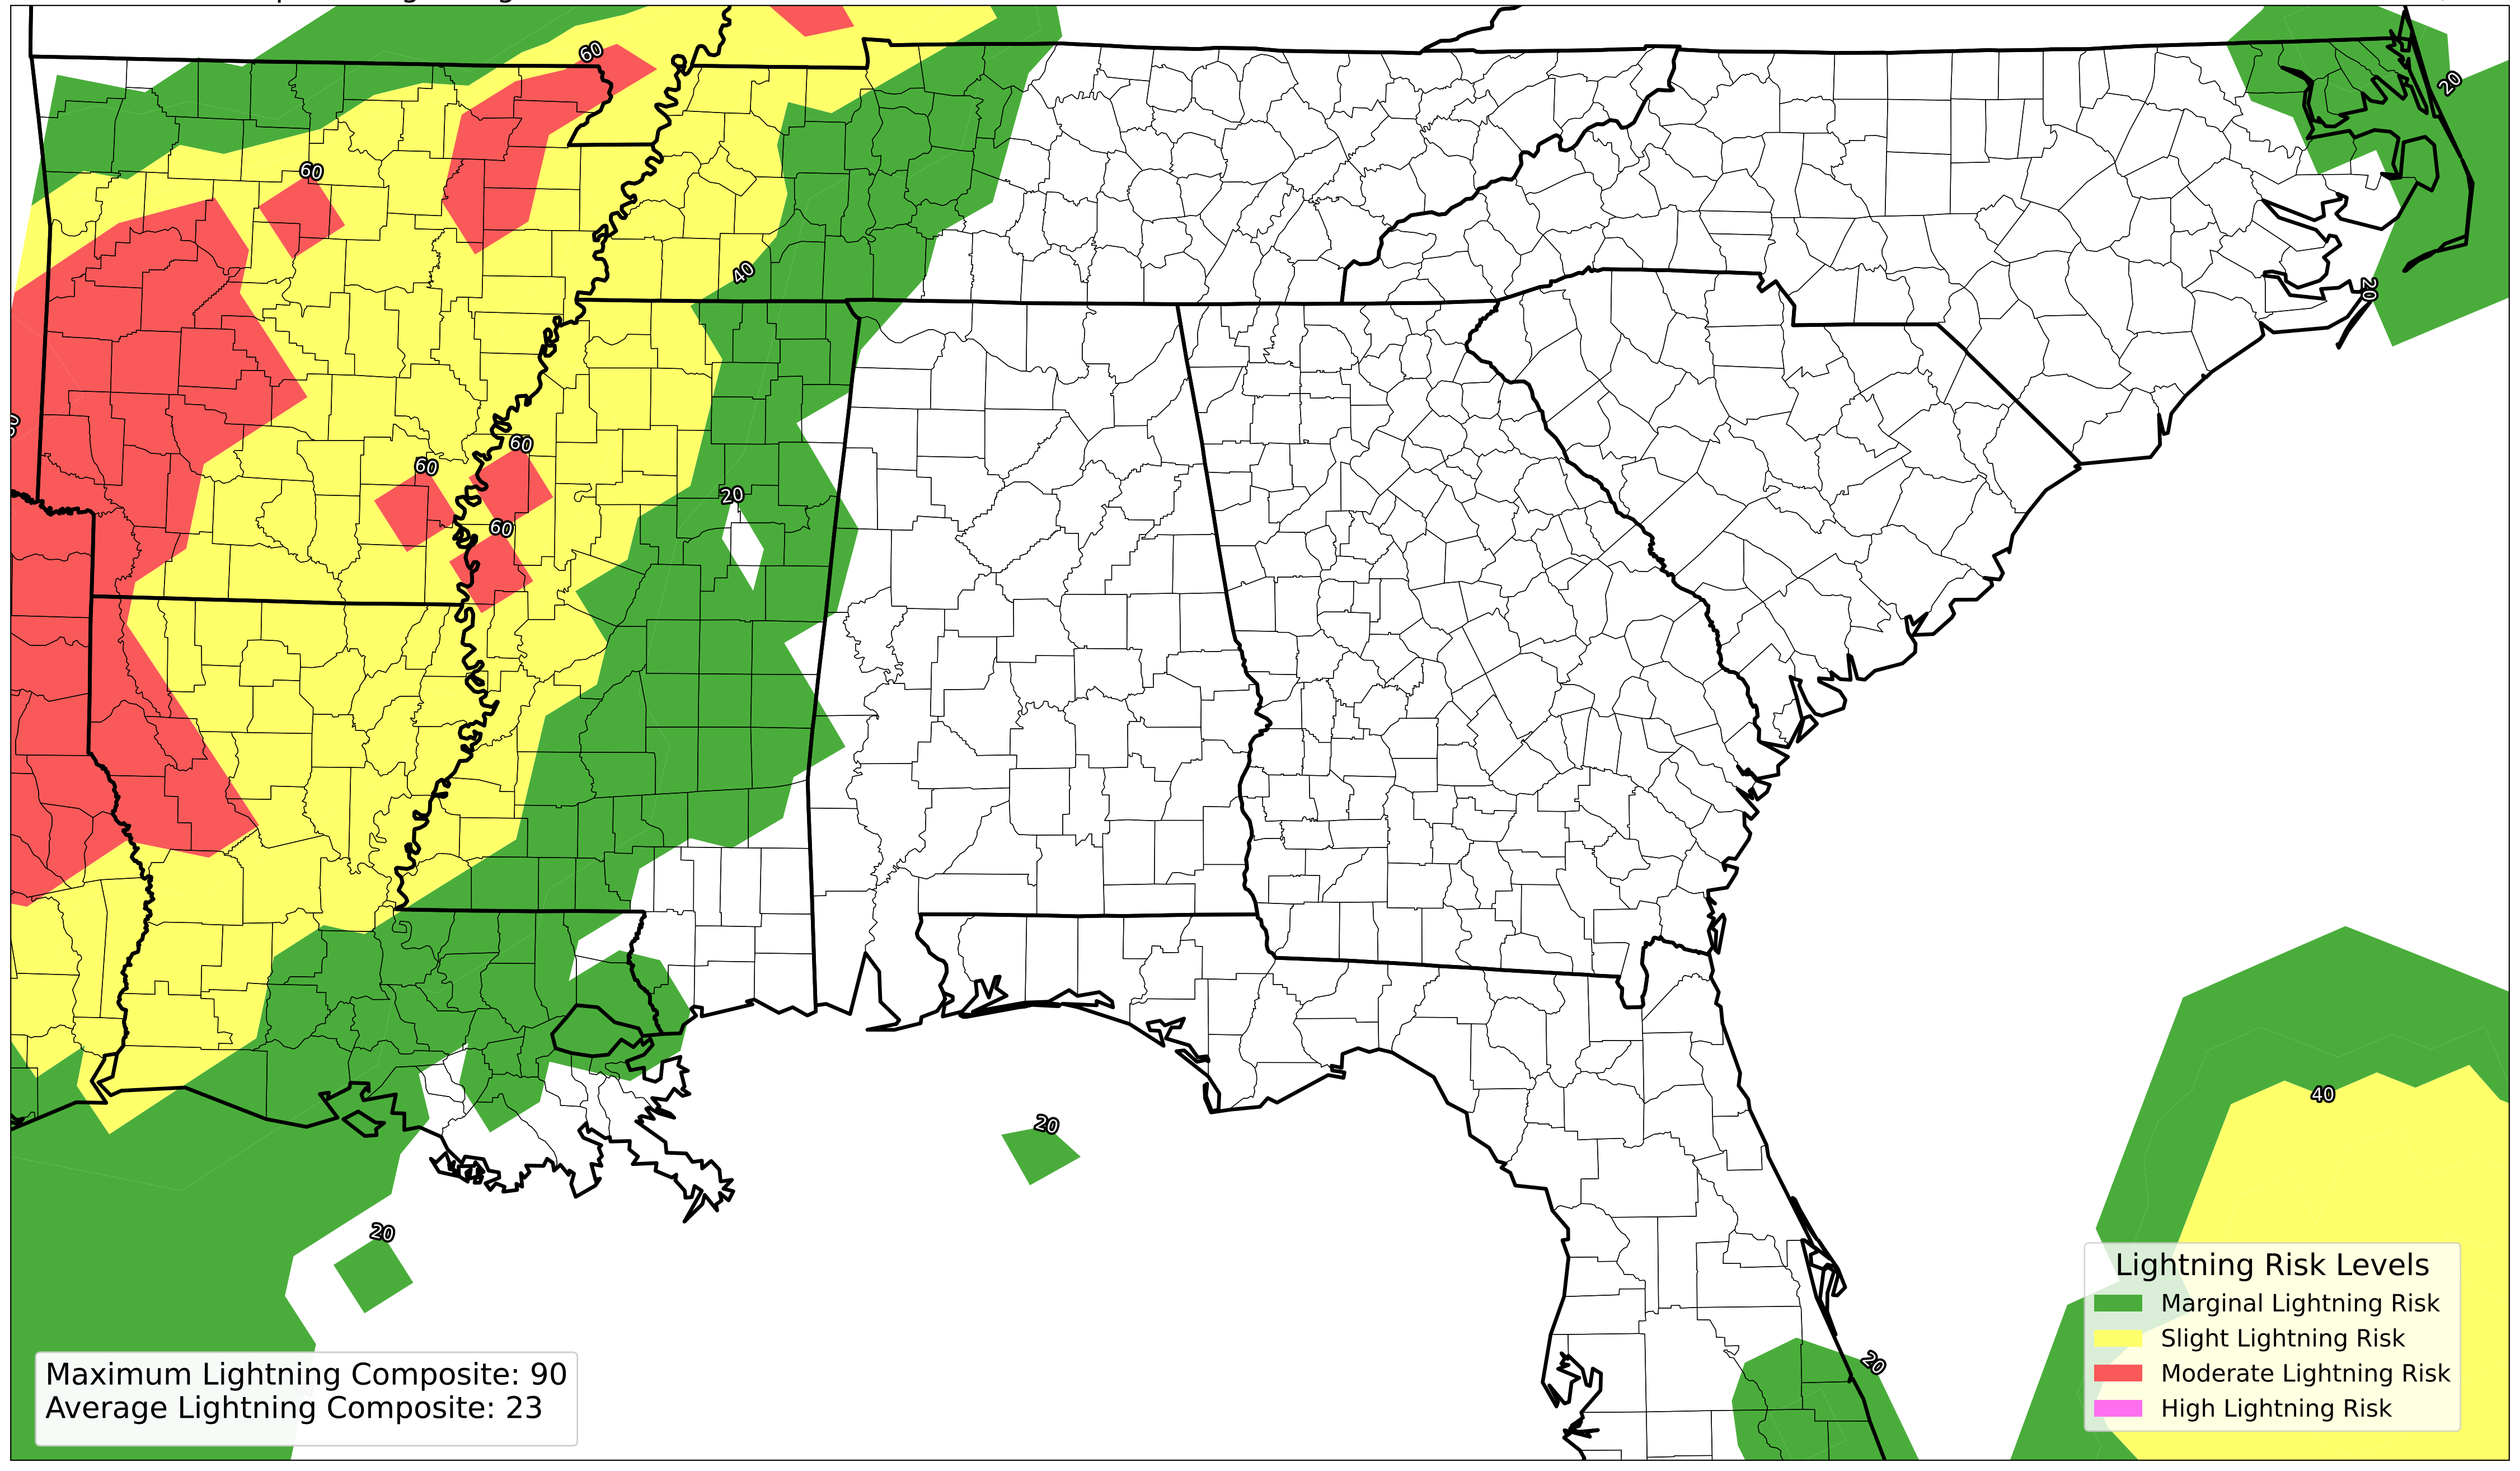 60
20
60
40
20
60
60
20
60
40
20
20
20
Lightning Risk Levels
Marginal Lightning Risk
Slight Lightning Risk
Moderate Lightning Risk
High Lightning Risk
Maximum Lightning Composite: 90
Average Lightning Composite: 23